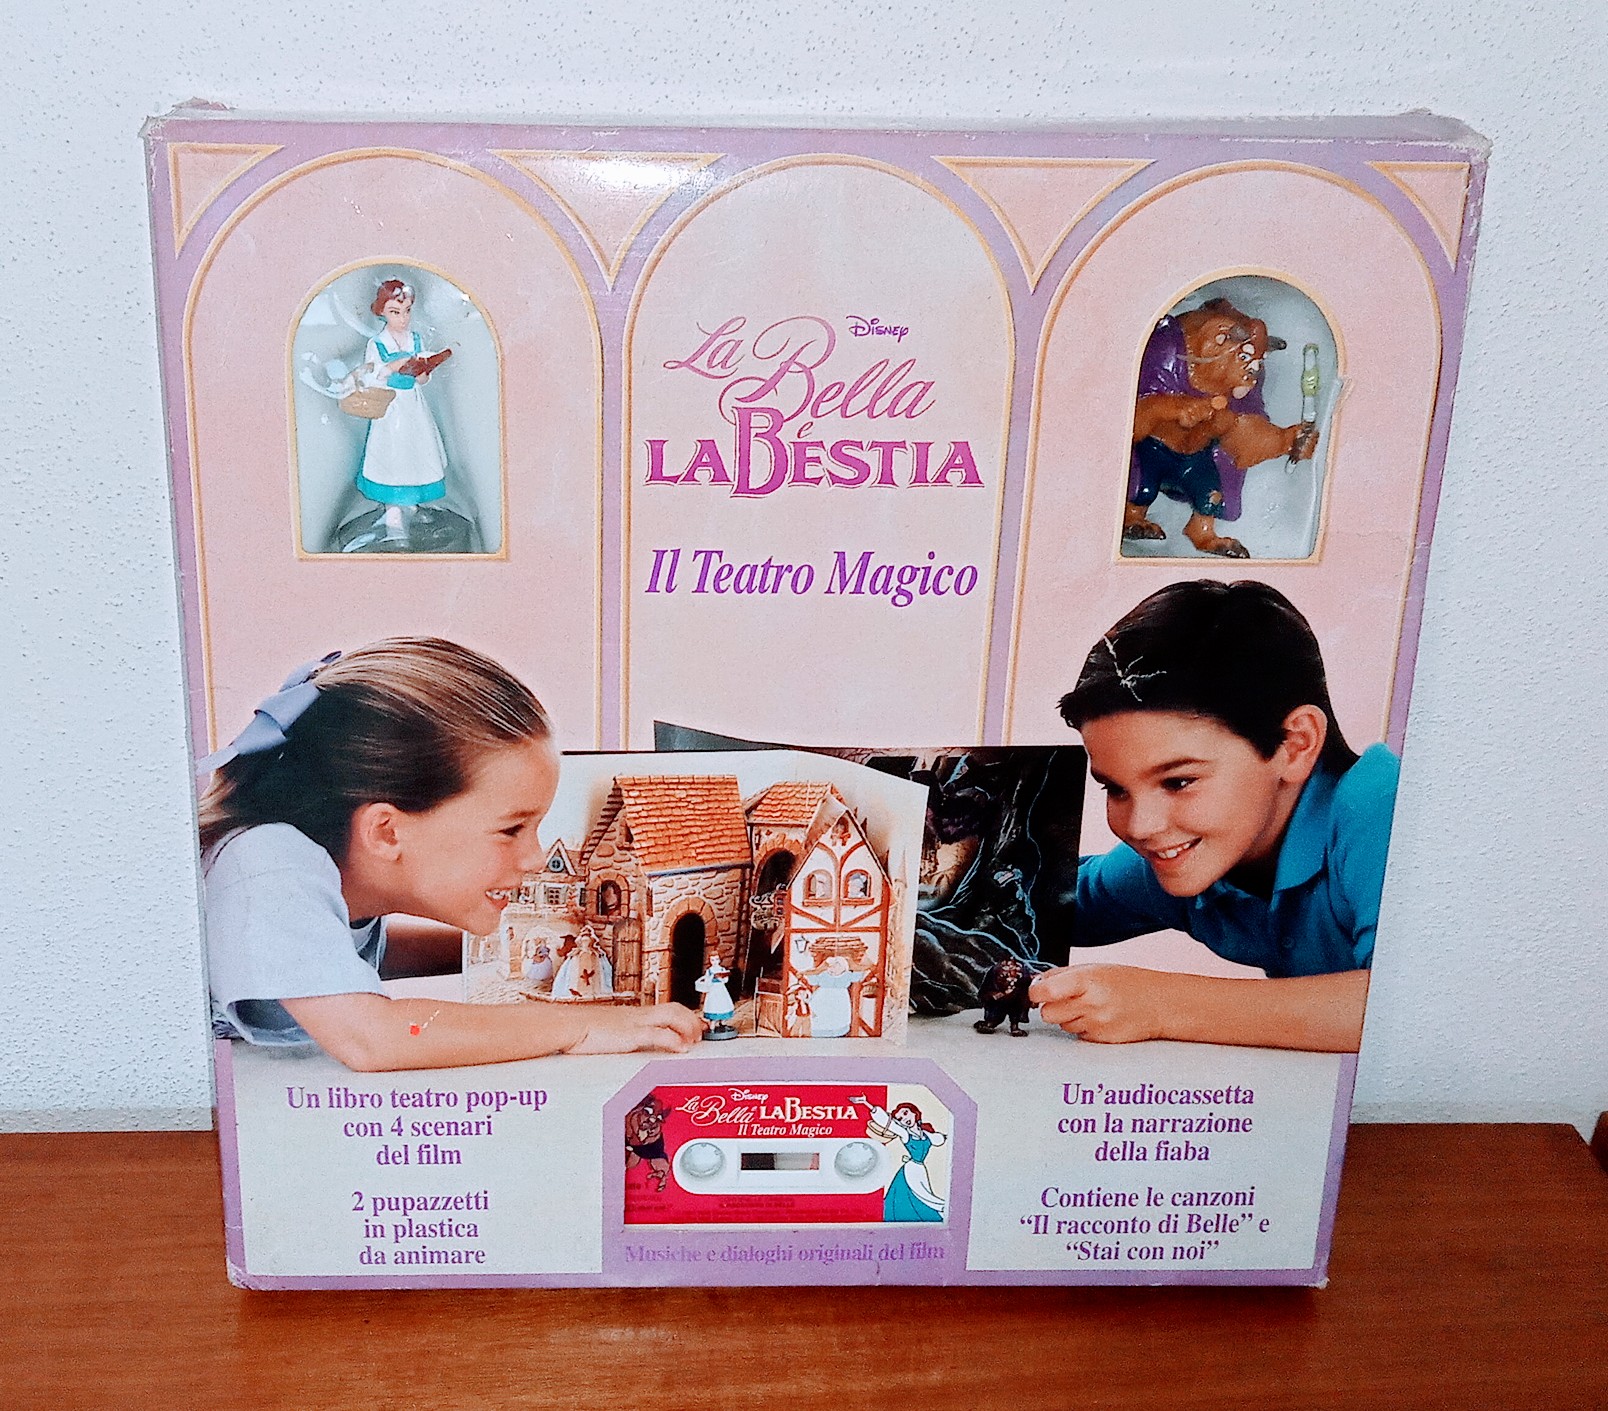 Disney
La Bella
e
LA BESTIA
Il Teatro Magico
Un libro teatro pop-up
con 4 scenari
del film
2 pupazzetti
in plastica
da animare
Disney
La Bella e LA BESTIA
Il Teatro Magico
Musiche e dialoghi originali del film
Un'audiocassetta
con la narrazione
della fiaba
Contiene le canzoni
“Il racconto di Belle” e
“Stai con noi”